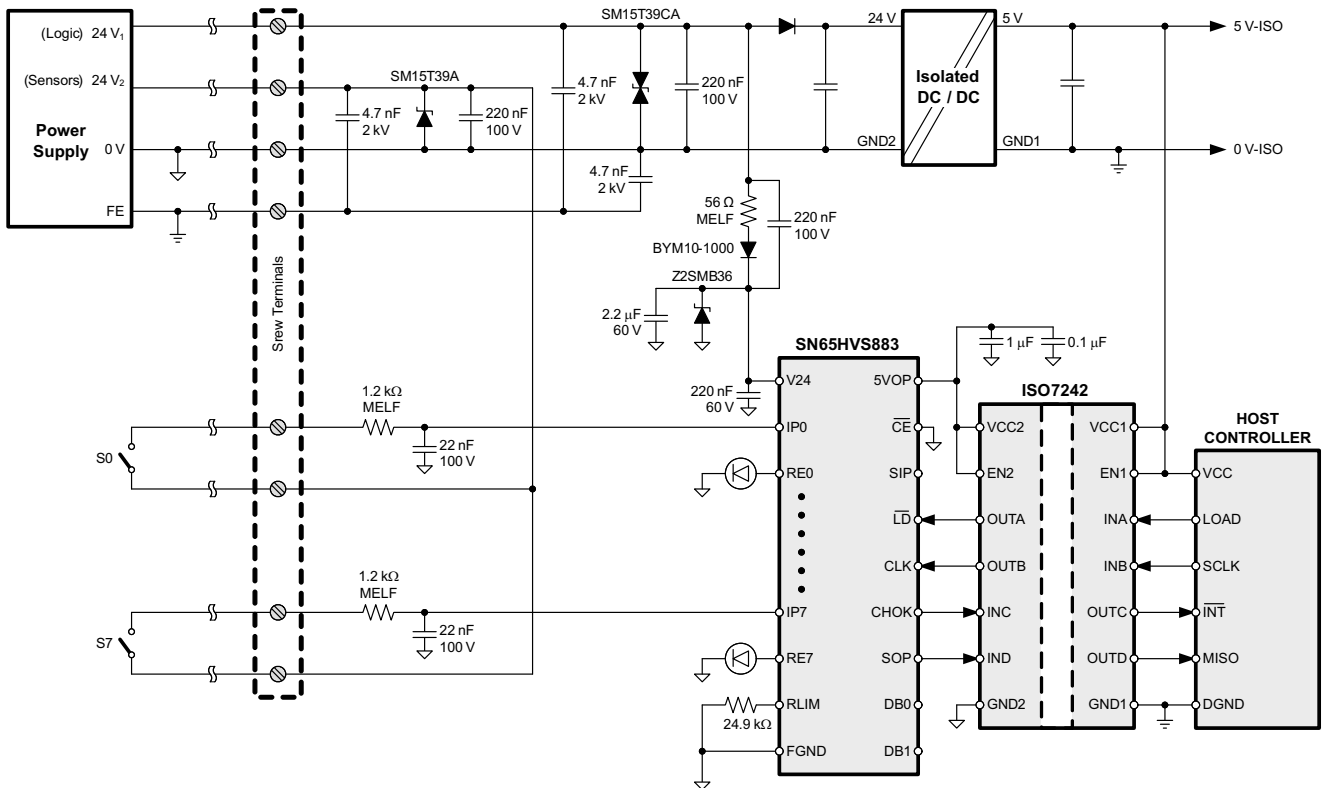 (Logic) 24 V1
(Sensors) 24 V2
Power
Supply
0 V
FE
Srew Terminals
SM15T39A
4.7 nF
2 kV
220 nF
100 V
SM15T39CA
4.7 nF
2 kV
220 nF
100 V
4.7 nF
2 kV
24 V
GND2
Isolated
DC / DC
5 V
GND1
5 V-ISO
0 V-ISO
56 Ω
MELF
220 nF
100 V
BYM10-1000
Z2SMB36
2.2 μF
60 V
220 nF
60 V
S0
1.2 kΩ
MELF
22 nF
100 V
S7
1.2 kΩ
MELF
22 nF
100 V
24.9 kΩ
SN65HVS883
V24
IP0
RE0
IP7
RE7
RLIM
FGND
5VOP
CE
SIP
LD
CLK
CHOK
SOP
DB0
DB1
1 μF
0.1 μF
ISO7242
VCC2
EN2
OUTA
OUTB
INC
IND
GND2
VCC1
EN1
INA
INB
OUTC
OUTD
GND1
HOST
CONTROLLER
VCC
LOAD
SCLK
INT
MISO
DGND